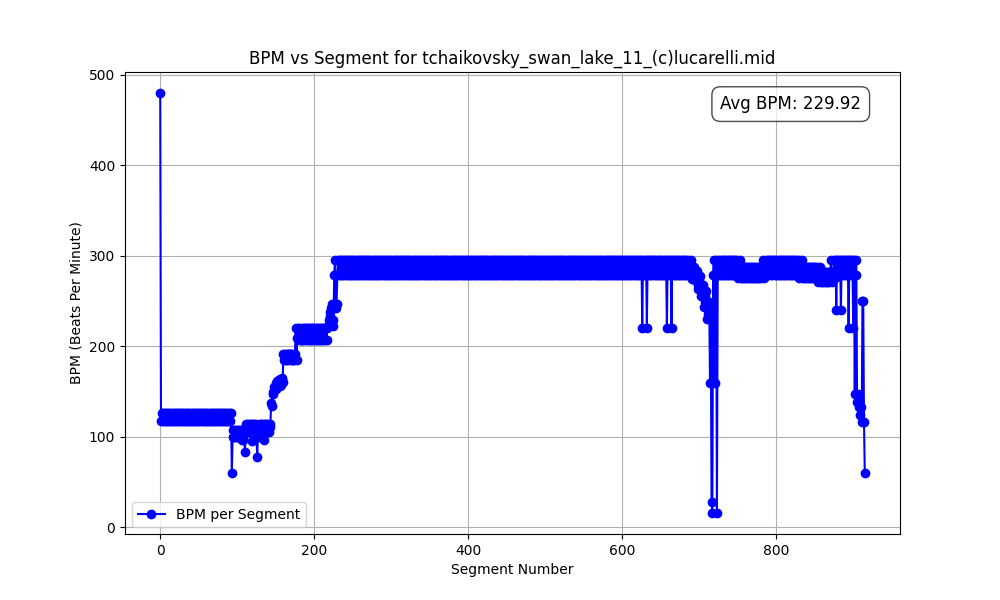 BPM vs Segment for tchaikovsky_swan_lake_11_(c)lucarelli.mid
Avg BPM: 229.92
BPM (Beats Per Minute)
500
400
300
200
100
0
BPM per Segment
0 200 400 600 800
Segment Number